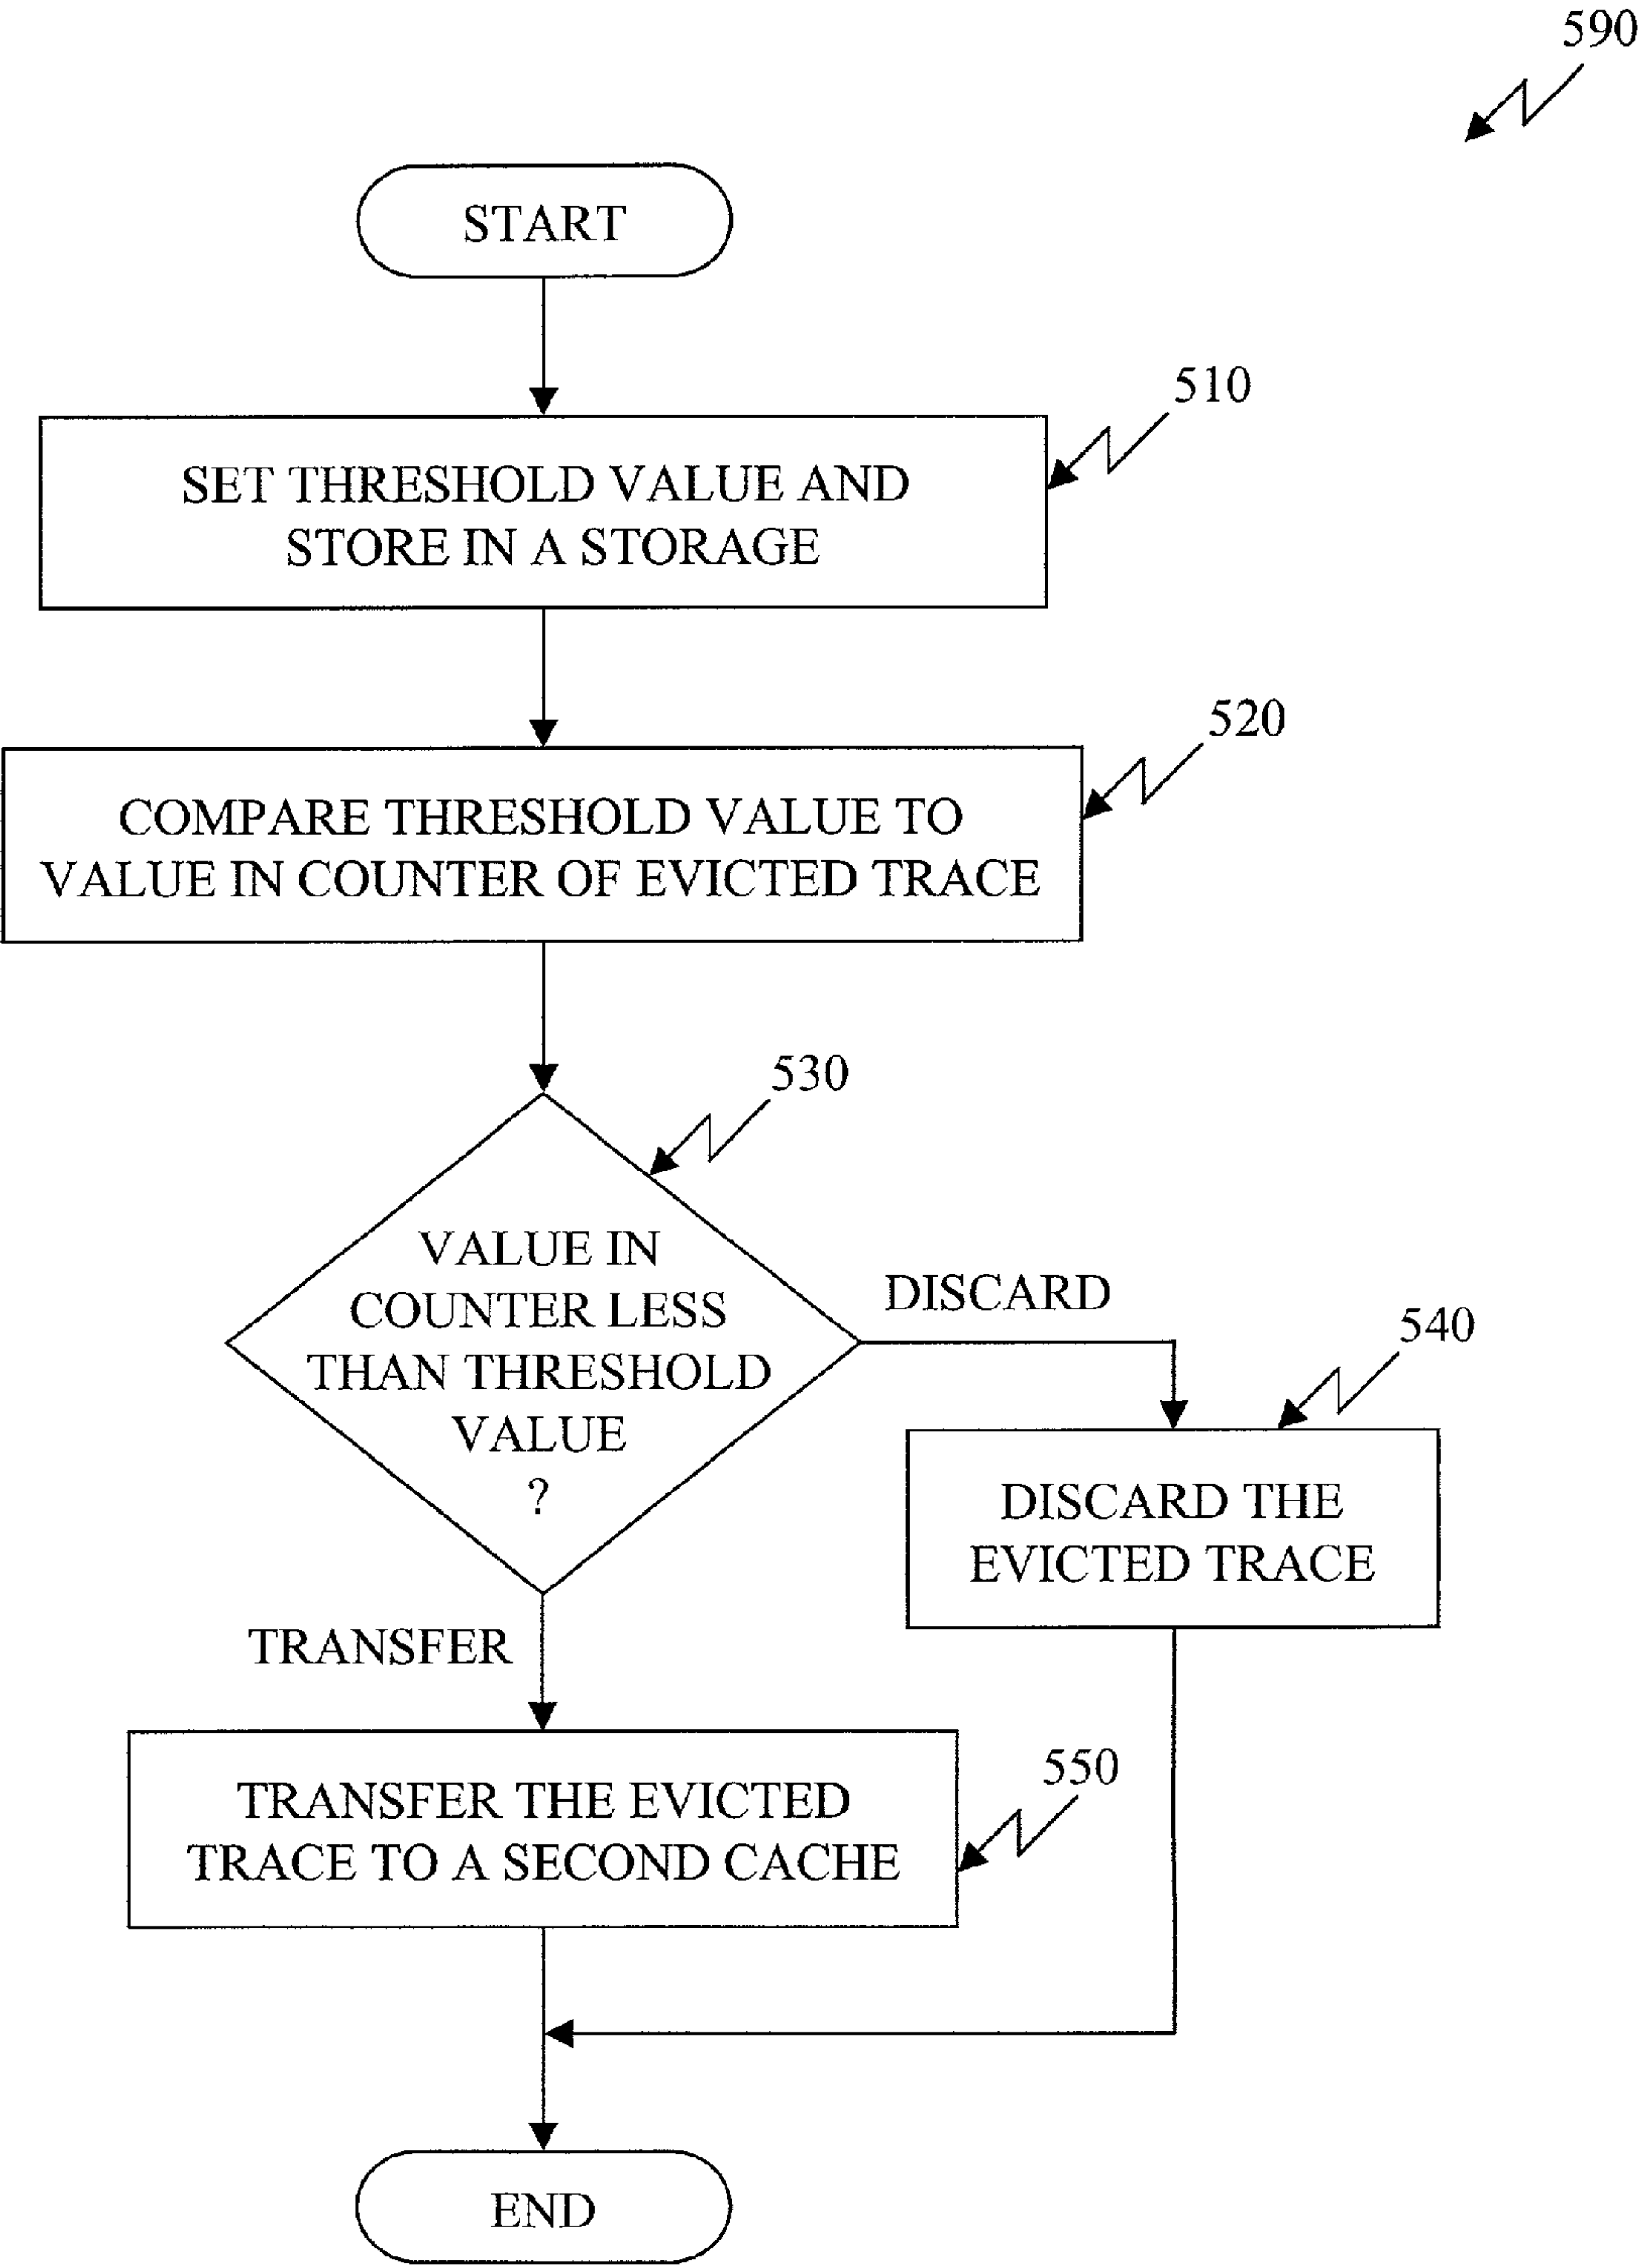 590
START
510
SET THRESHOLD VALUE AND
STORE IN A STORAGE
520
COMPARE THRESHOLD VALUE TO
VALUE IN COUNTER OF EVICTED TRACE
530
VALUE IN
COUNTER LESS
THAN THRESHOLD
VALUE
?
DISCARD
540
DISCARD THE
EVICTED TRACE
TRANSFER
550
TRANSFER THE EVICTED
TRACE TO A SECOND CACHE
END